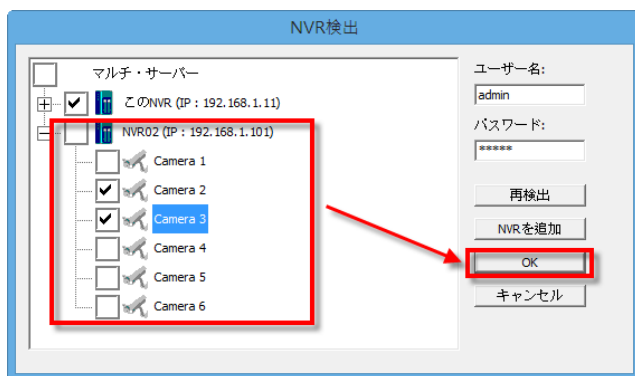 NVR検出
マルチ・サーバー
このNVR (IP : 192.168.1.11)
NVR02 (IP : 192.168.1.101)
Camera 1
Camera 2
Camera 3
Camera 4
Camera 5
Camera 6
ユーザー名:
admin
パスワード:
*****
再検出
NVRを追加
OK
キャンセル